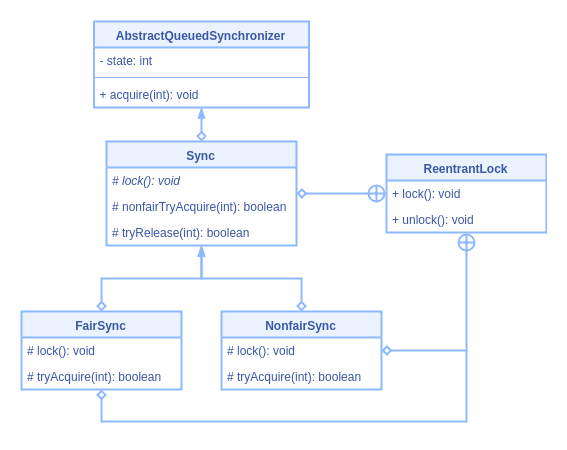 AbstractQueuedSynchronizer
- state: int
+ acquire(int): void
Sync
# lock(): void
# nonfairTryAcquire(int): boolean
# tryRelease(int): boolean
ReentrantLock
+ lock(): void
+ unlock(): void
FairSync
# lock(): void
# tryAcquire(int): boolean
NonfairSync
# lock(): void
# tryAcquire(int): boolean